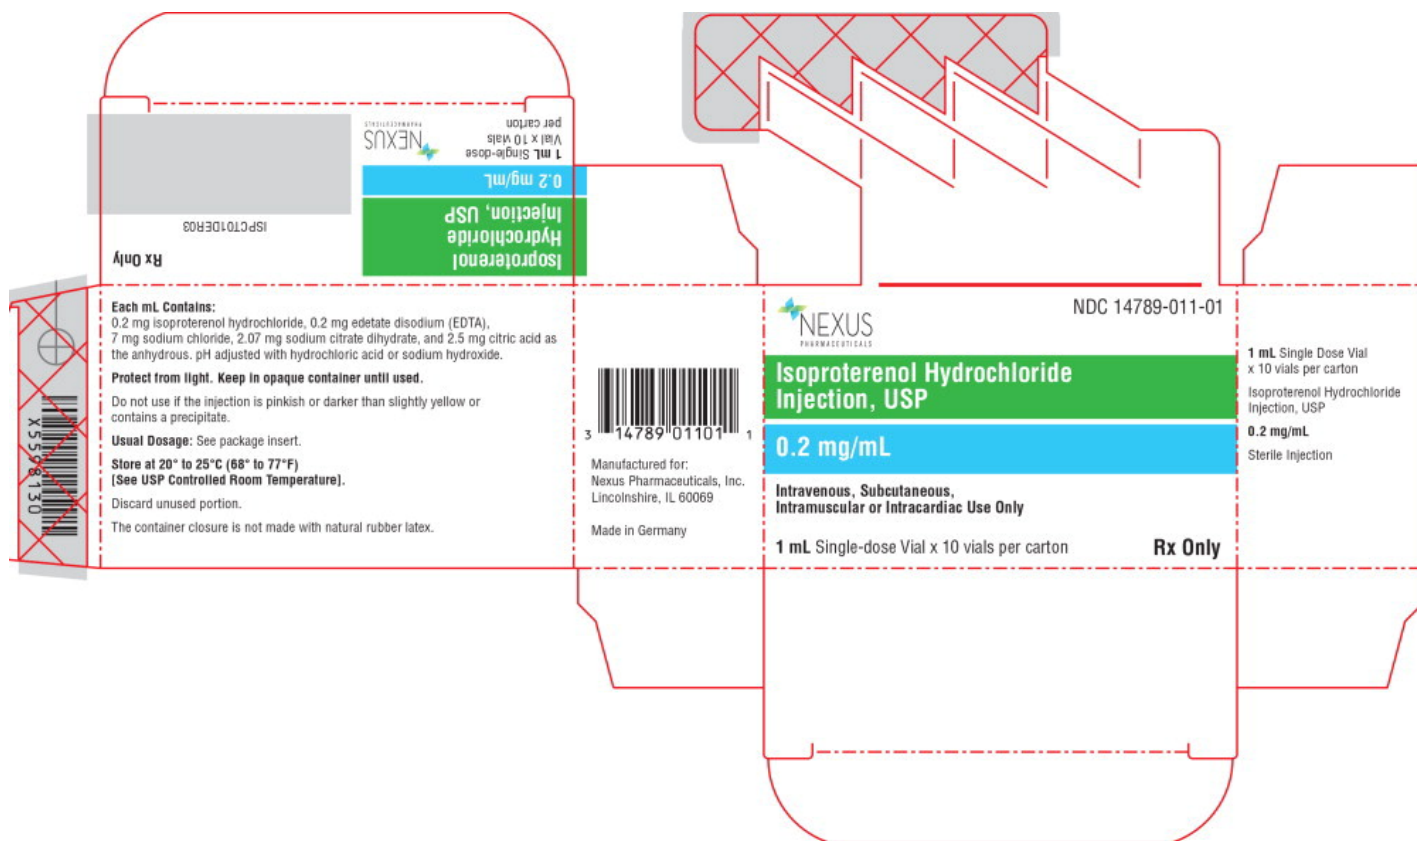 NEXUS
PHARMACEUTICALS
1 mL Single-dose
Vial x 10 vials
per carton
0.2 mg/mL
Isoproterenol
Hydrochloride
Injection, USP
ISPCT01DER03
Rx Only
Each mL Contains:
0.2 mg isoproterenol hydrochloride, 0.2 mg edetate disodium (EDTA),
7 mg sodium chloride, 2.07 mg sodium citrate dihydrate, and 2.5 mg citric acid as
the anhydrous. pH adjusted with hydrochloric acid or sodium hydroxide.
Protect from light. Keep in opaque container until used.
Do not use if the injection is pinkish or darker than slightly yellow or
contains a precipitate.
Usual Dosage: See package insert.
Store at 20° to 25°C (68° to 77°F)
[See USP Controlled Room Temperature].
Discard unused portion.
The container closure is not made with natural rubber latex.
X5598130
3 14789 01101 1
Manufactured for:
Nexus Pharmaceuticals, Inc.
Lincolnshire, IL 60069
Made in Germany
NEXUS
PHARMACEUTICALS
NDC 14789-011-01
Isoproterenol Hydrochloride
Injection, USP
0.2 mg/mL
Intravenous, Subcutaneous,
Intramuscular or Intracardiac Use Only
1 mL Single-dose Vial x 10 vials per carton
Rx Only
1 mL Single Dose Vial
x 10 vials per carton
Isoproterenol Hydrochloride
Injection, USP
0.2 mg/mL
Sterile Injection